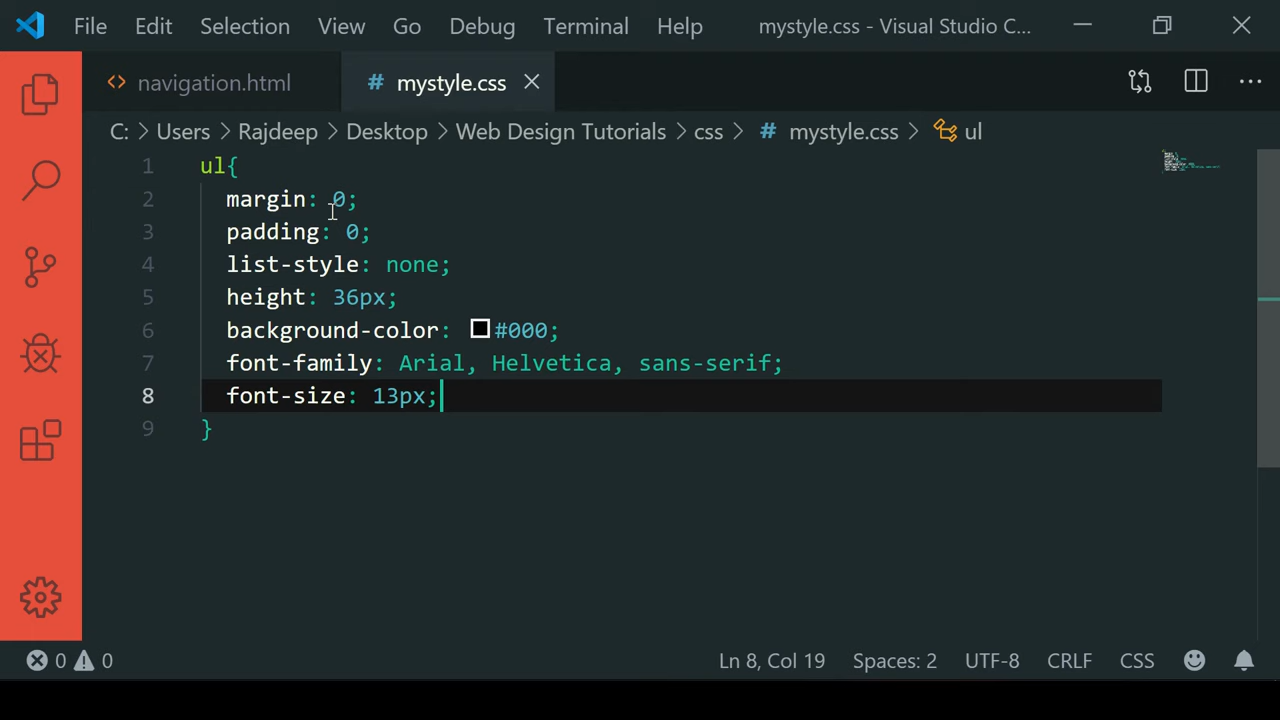 File Edit Selection View Go Debug Terminal Help mystyle.css - Visual Studio C...
navigation.html # mystyle.css
C: > Users > Rajdeep > Desktop > Web Design Tutorials > css > # mystyle.css > ul
1 ul{
2 margin: 0;
3 padding: 0;
4 list-style: none;
5 height: 36px;
6 background-color: #000;
7 font-family: Arial, Helvetica, sans-serif;
8 font-size: 13px;
9 }
0 0 Ln 8, Col 19 Spaces: 2 UTF-8 CRLF CSS